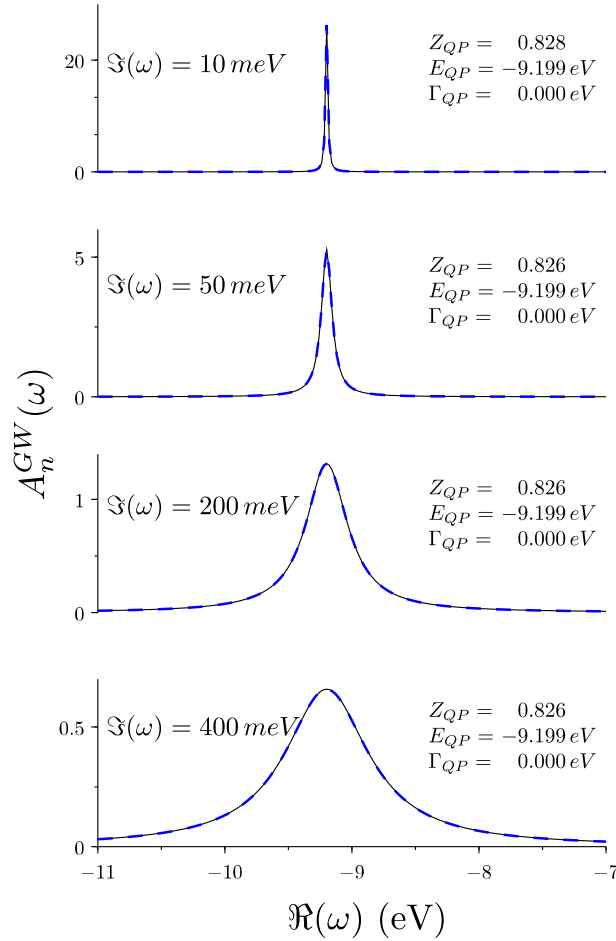 ℑ(ω) = 10 meV
Z_QP = 0.828
E_QP = −9.199 eV
Γ_QP = 0.000 eV
20
0
ℑ(ω) = 50 meV
Z_QP = 0.826
E_QP = −9.199 eV
Γ_QP = 0.000 eV
5
0
A_n^GW(ω)
ℑ(ω) = 200 meV
Z_QP = 0.826
E_QP = −9.199 eV
Γ_QP = 0.000 eV
1
0
ℑ(ω) = 400 meV
Z_QP = 0.826
E_QP = −9.199 eV
Γ_QP = 0.000 eV
0.5
0
−11 −10 −9 −8 −7
ℜ(ω) (eV)